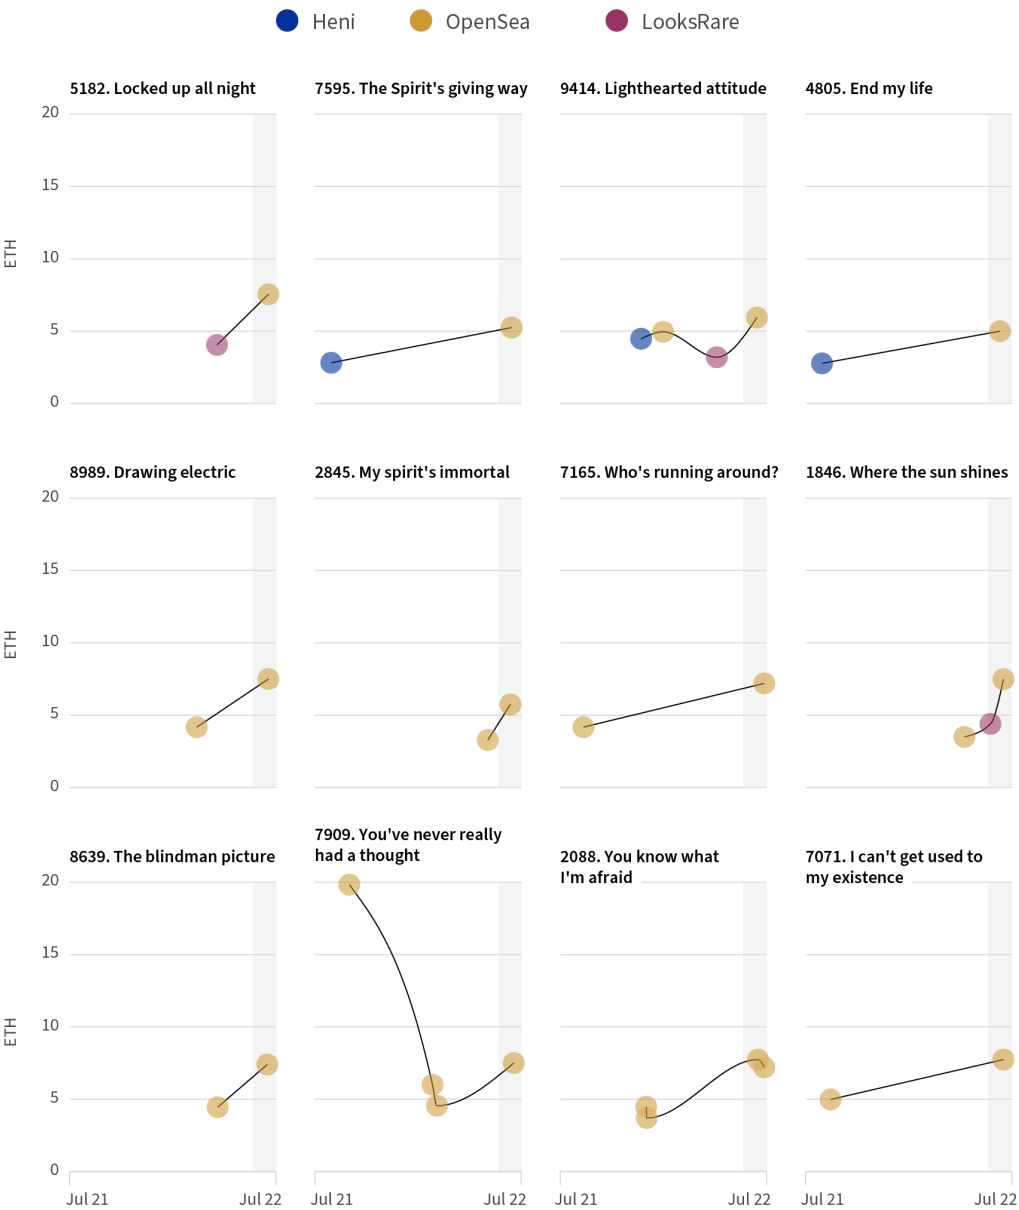 Heni OpenSea LooksRare
5182. Locked up all night 7595. The Spirit's giving way 9414. Lighthearted attitude 4805. End my life
20
15
ETH
10
5
0
8989. Drawing electric 2845. My spirit's immortal 7165. Who's running around? 1846. Where the sun shines
20
15
ETH
10
5
0
7909. You've never really
8639. The blindman picture had a thought 2088. You know what 7071. I can't get used to
20 I'm afraid my existence
15
ETH
10
5
0
Jul 21 Jul 22 Jul 21 Jul 22 Jul 21 Jul 22 Jul 21 Jul 22